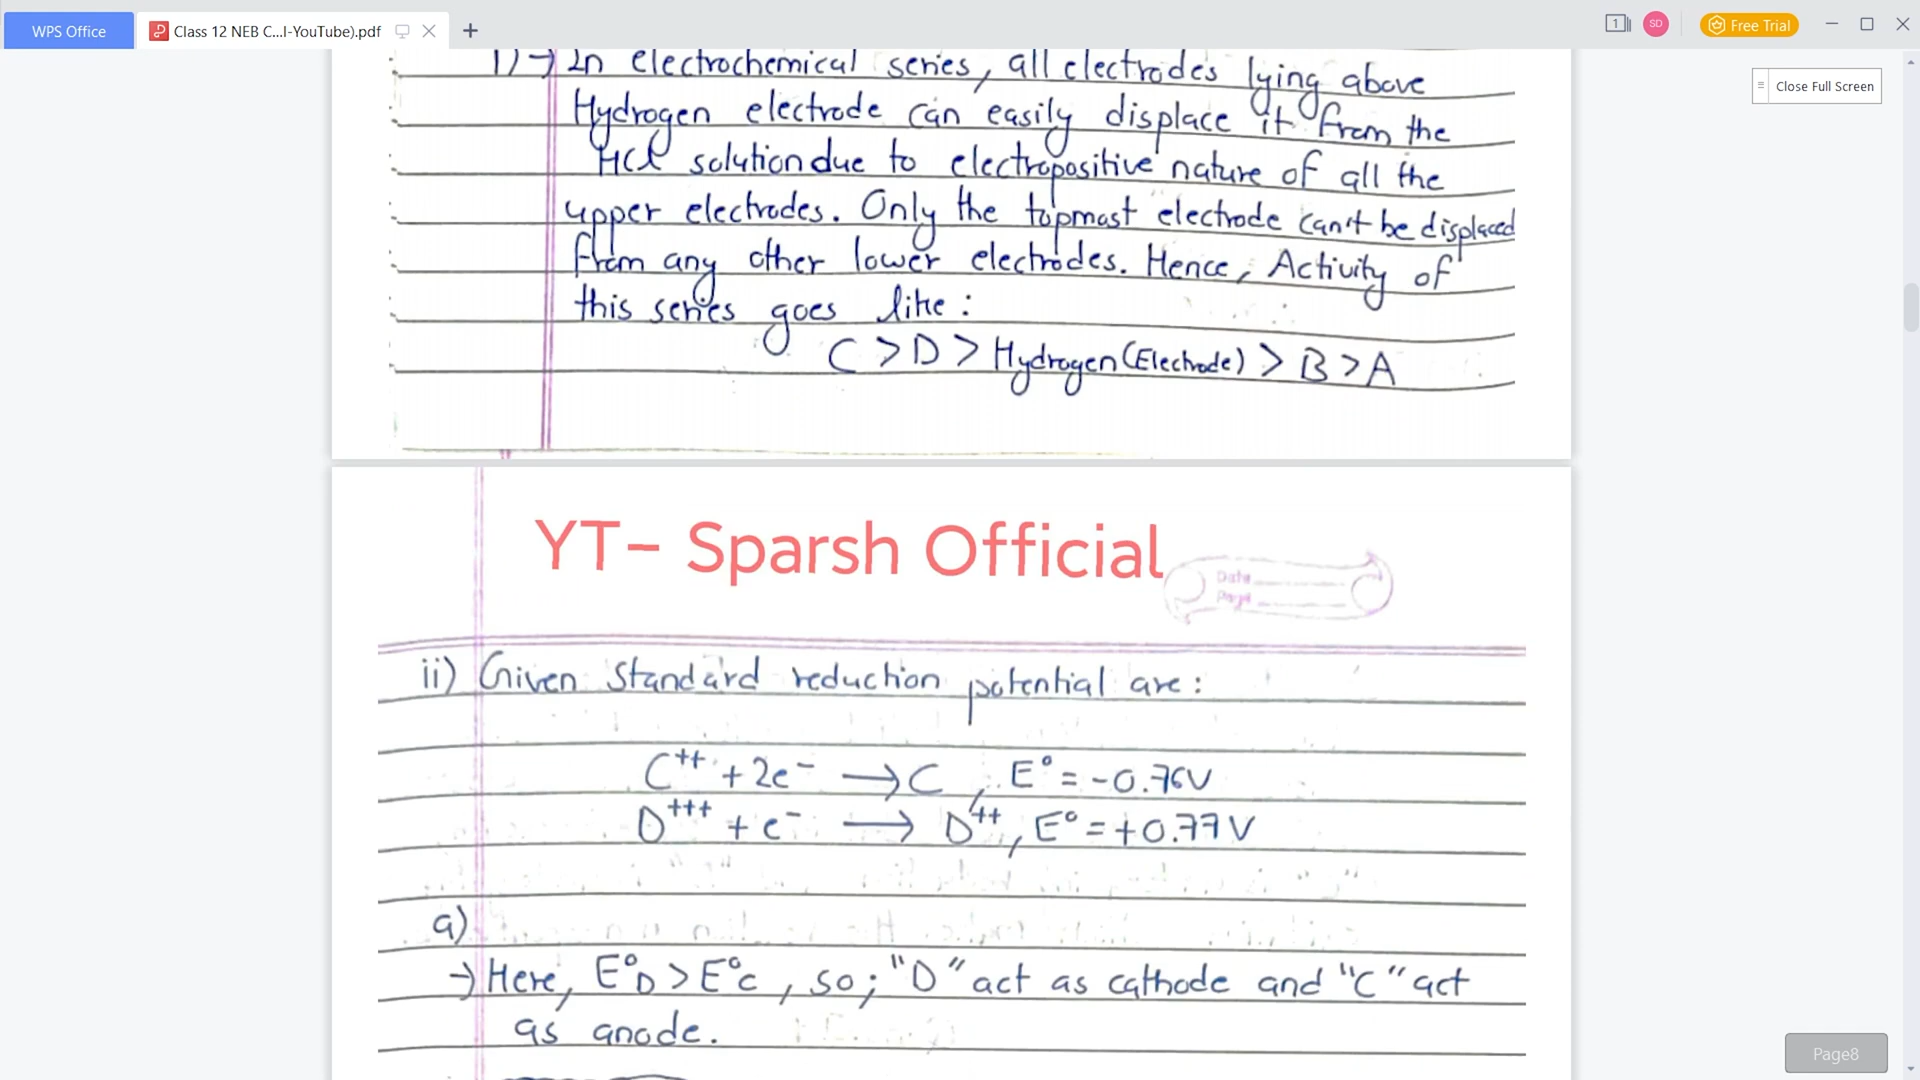 WPS Office
Class 12 NEB C...I-YouTube).pdf
1
SD
Free Trial
Close Full Screen
i) → In electrochemical series, all electrodes lying above
Hydrogen electrode can easily displace it from the
HCl solution due to electropositive nature of all the
upper electrodes. Only the topmost electrode can't be displaced
from any other lower electrodes. Hence, Activity of
this series goes like:
C > D > Hydrogen (Electrode) > B > A
YT- Sparsh Official
Date
Page
ii) Given standard reduction potential are:
C⁺⁺ + 2e⁻ → C, E° = -0.76V
D⁺⁺⁺ + e⁻ → D⁺⁺, E° = +0.77V
a)
→ Here, E°D > E°C, so; "D" act as cathode and "C" act
as anode.
Page8